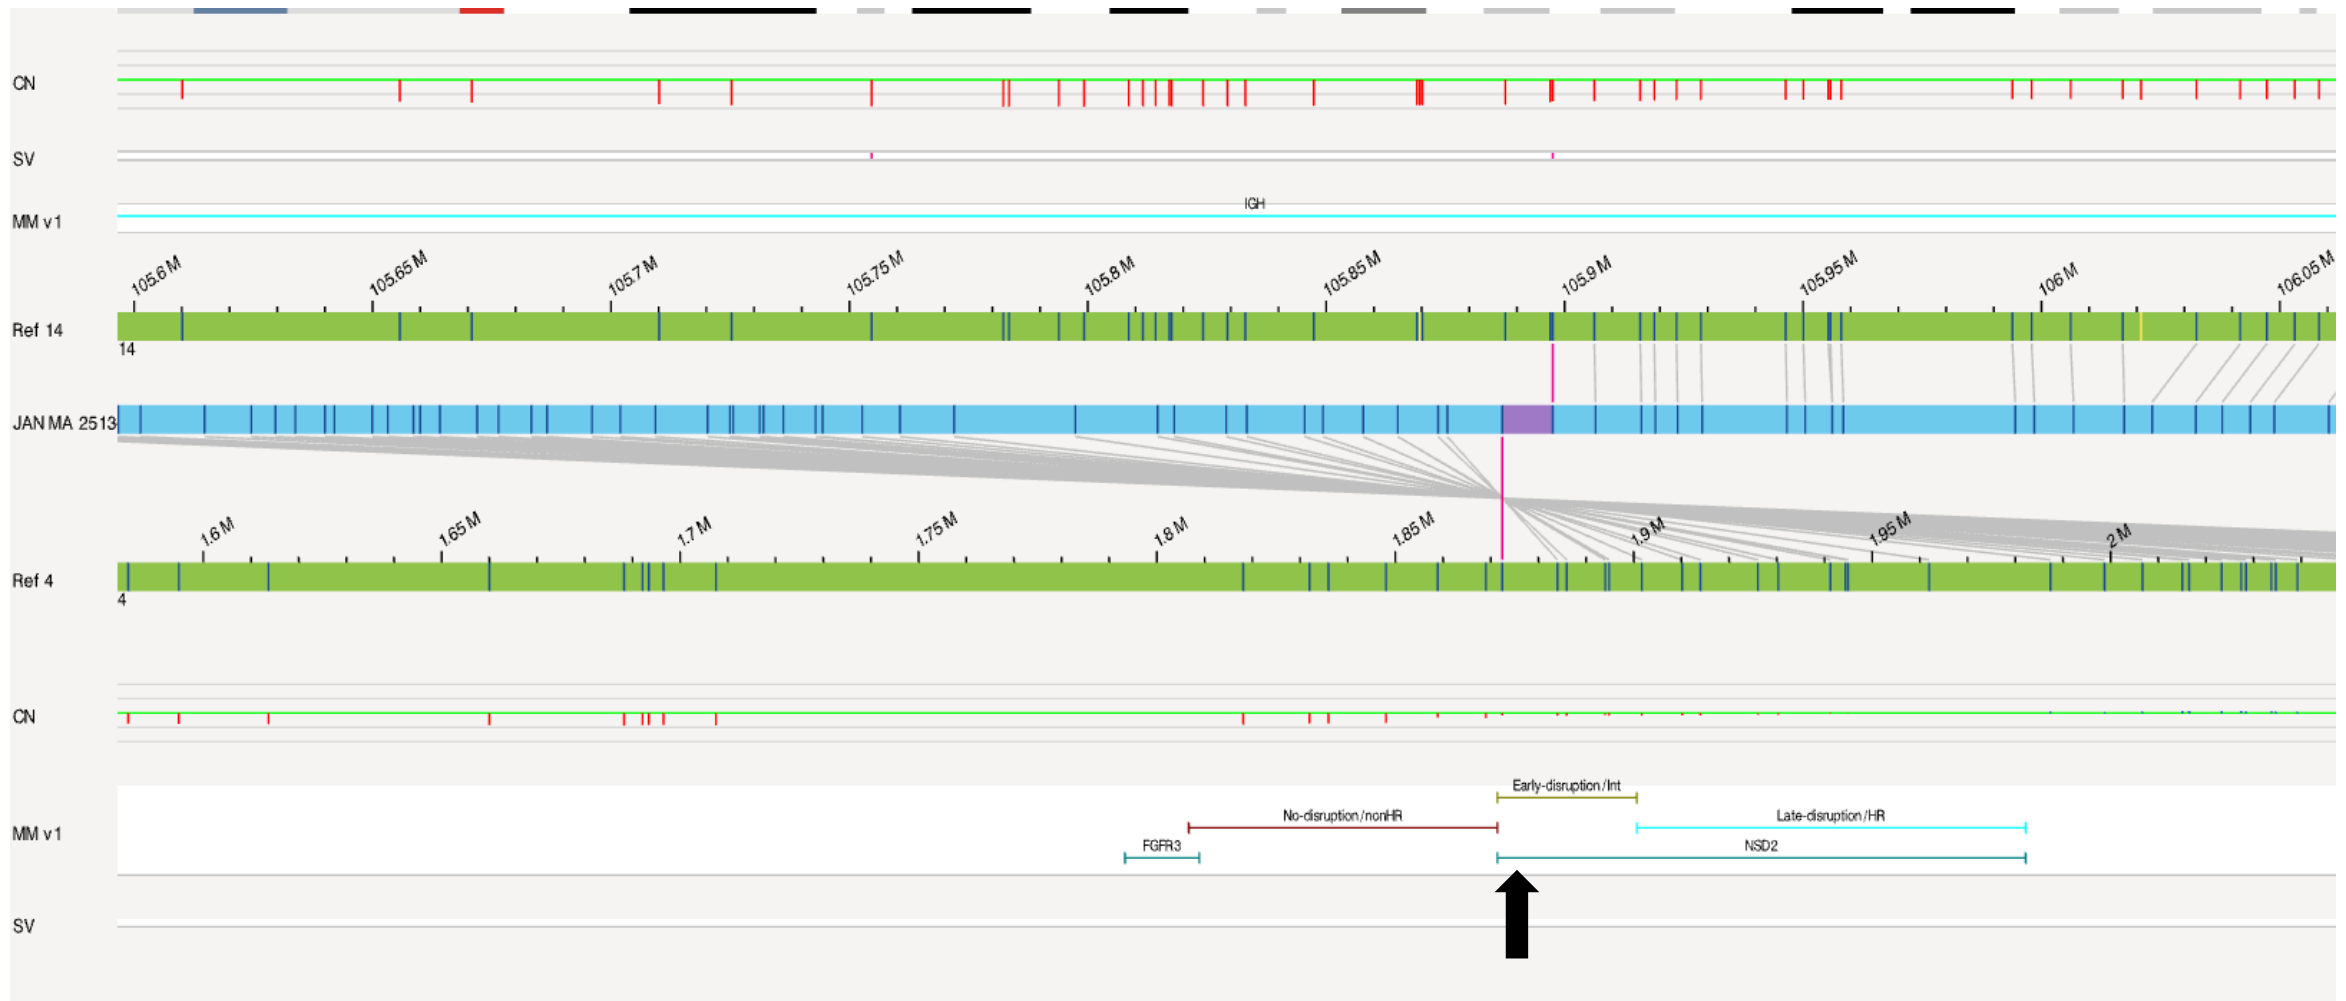 CN
SV
IGH
MM v1
105.6 M 105.65 M 105.7 M 105.75 M 105.8 M 105.85 M 105.9 M 105.95 M 106 M 106.05 M
Ref 14
14
JAN MA 2513
1.6 M 1.65 M 1.7 M 1.75 M 1.8 M 1.85 M 1.9 M 1.95 M 2 M
Ref 4
4
CN
Early-disruption/Int
No-disruption/nonHR Late-disruption/HR
MM v1
FGFR3 NSD2
SV